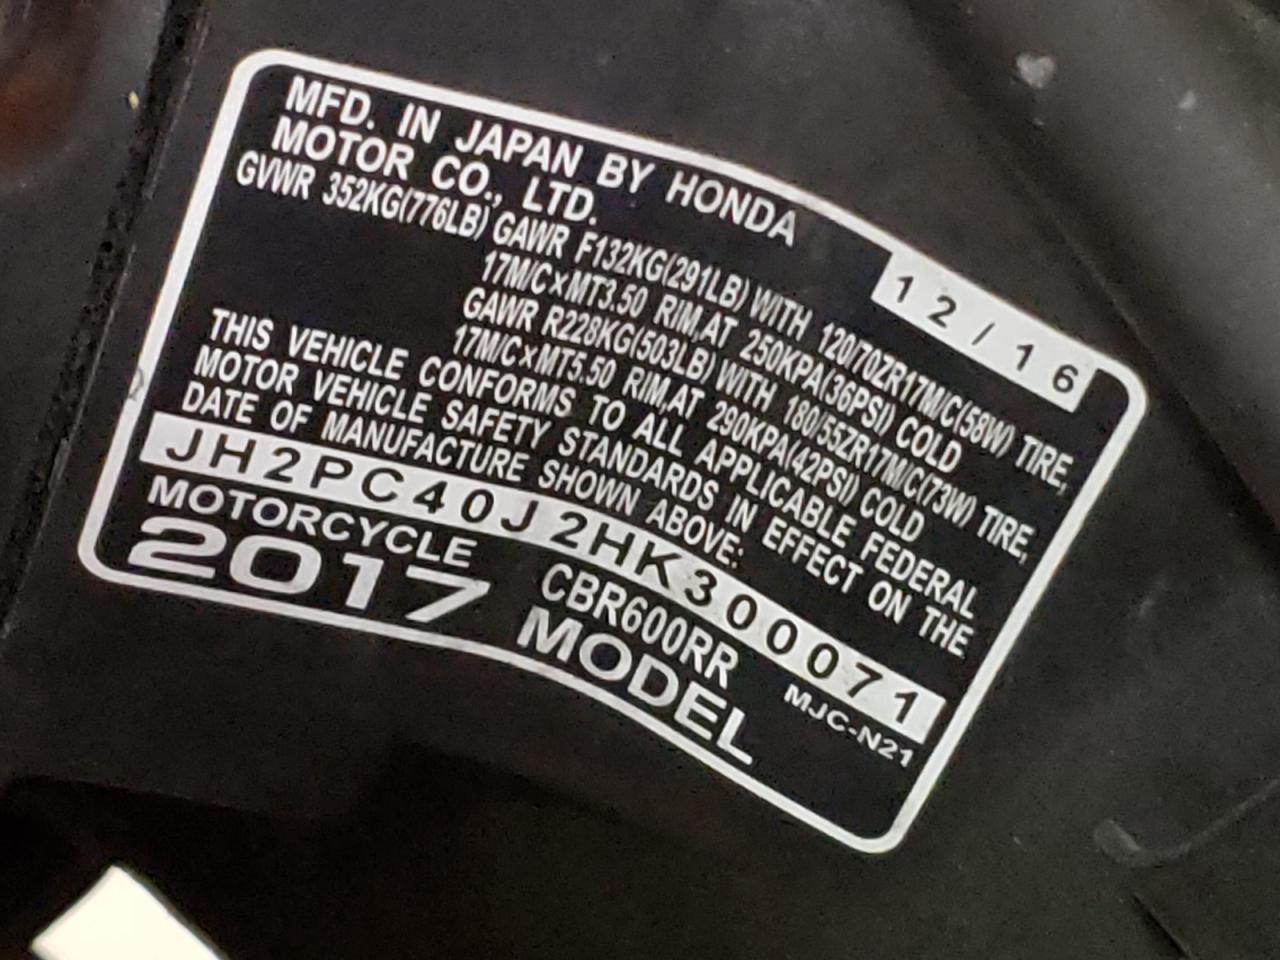 MFD. IN JAPAN BY HONDA
MOTOR CO., LTD.
12/16
GVWR 352KG(776LB) GAWR F132KG(291LB) WITH 120/70ZR17M/C(58W) TIRE,
17M/C×MT3.50 RIM,AT 250KPA(36PSI) COLD
GAWR R228KG(503LB) WITH 180/55ZR17M/C(73W) TIRE,
17M/C×MT5.50 RIM,AT 290KPA(42PSI) COLD
THIS VEHICLE CONFORMS TO ALL APPLICABLE FEDERAL
MOTOR VEHICLE SAFETY STANDARDS IN EFFECT ON THE
DATE OF MANUFACTURE SHOWN ABOVE:
JH2PC40J2HK300071
MOTORCYCLE CBR600RR MJC-N21
2017 MODEL